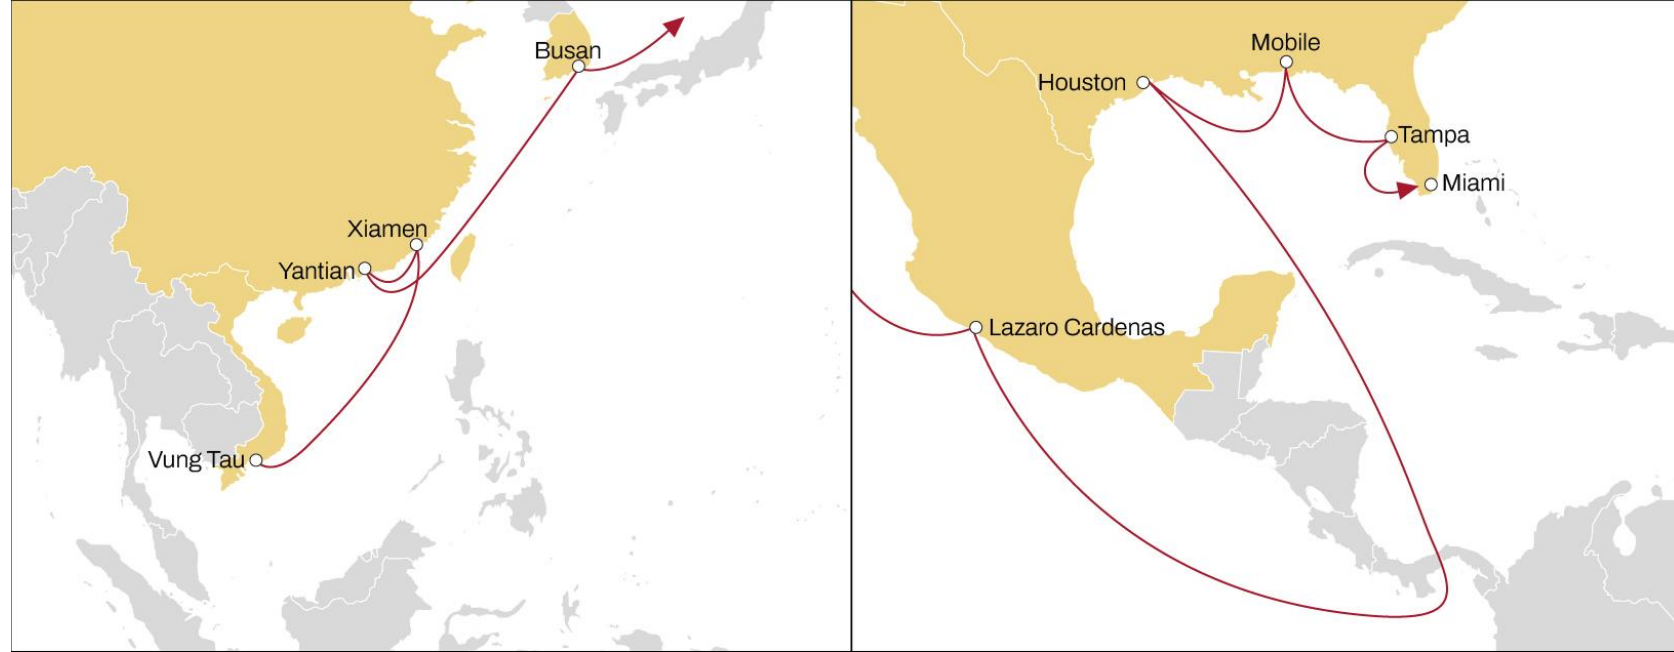 Busan
Xiamen
Yantian
Vung Tau
Mobile
Houston
Tampa
Miami
Lazaro Cardenas